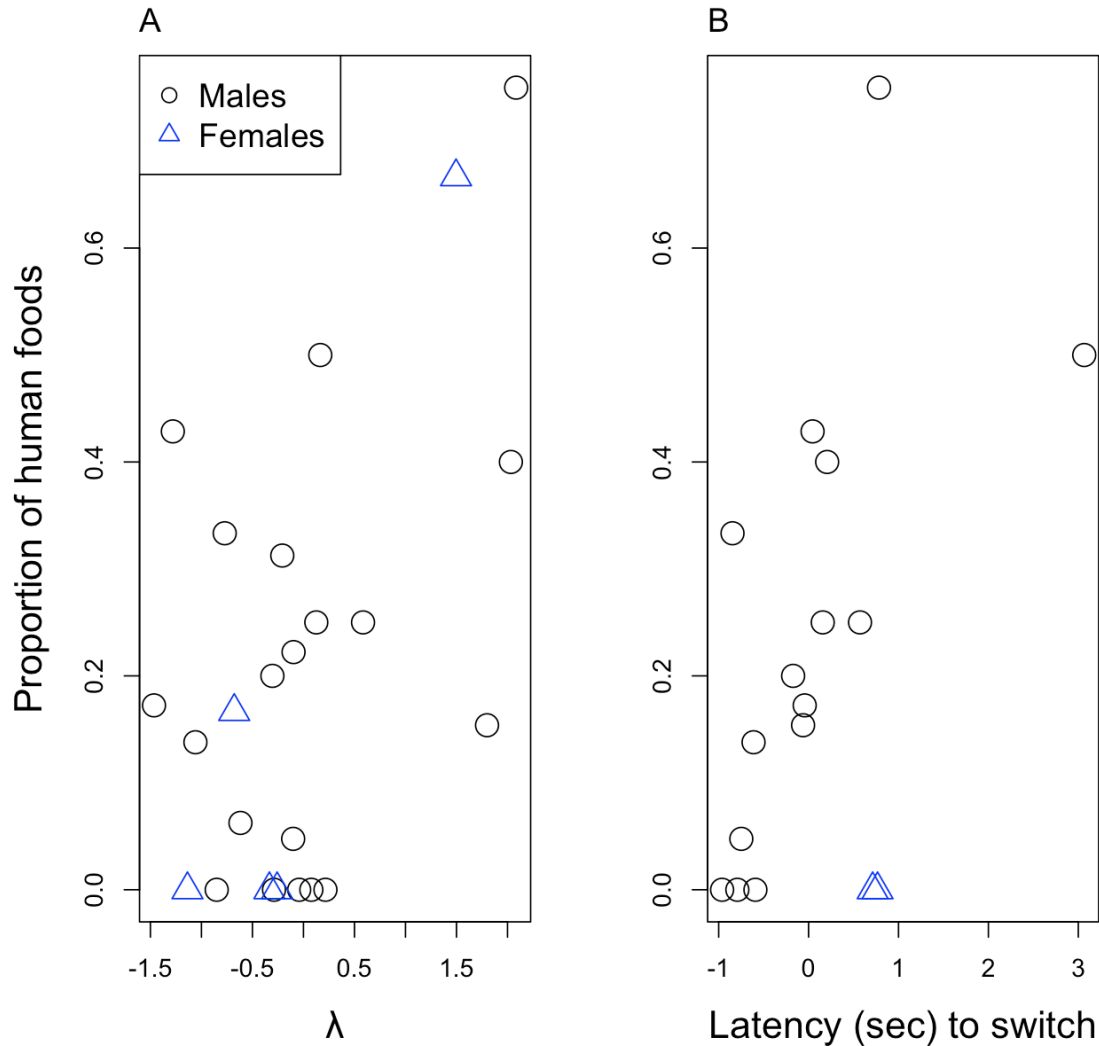 A
B
Males
Females
Proportion of human foods
0.0
0.2
0.4
0.6
-1.5
-0.5
0.5
1.5
λ
0.0
0.2
0.4
0.6
-1
0
1
2
3
Latency (sec) to switch